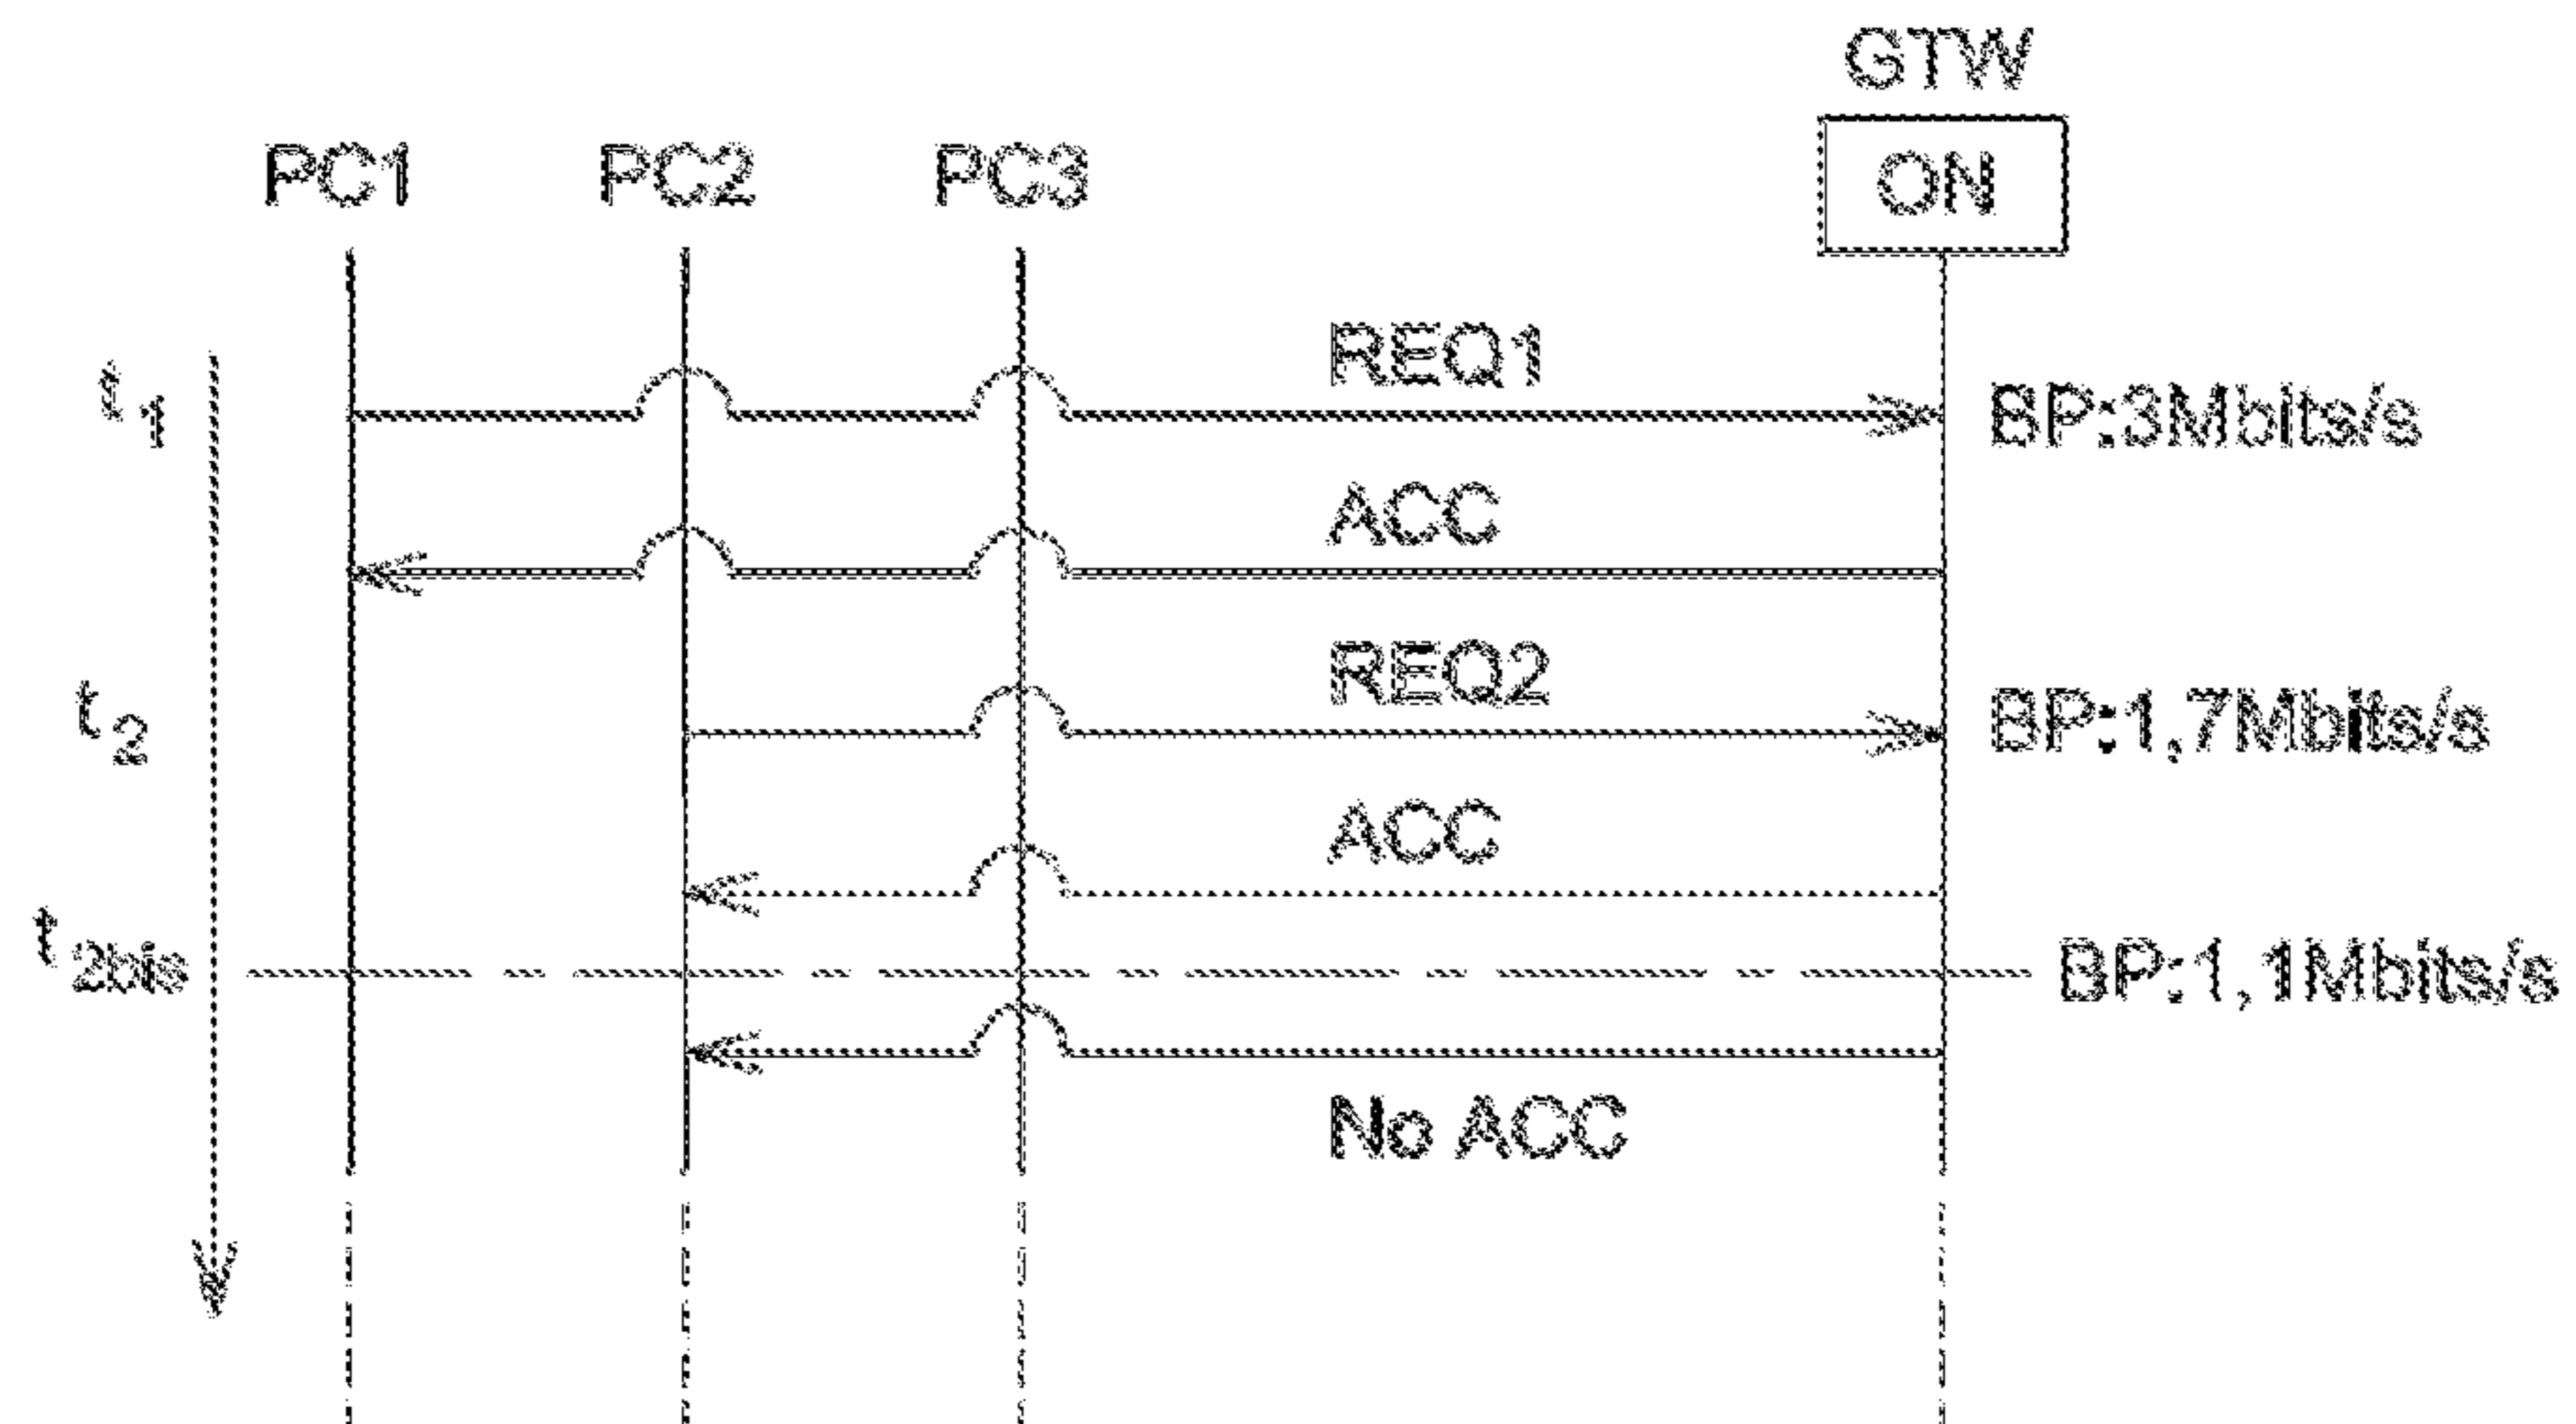 GTW
ON
PC1 PC2 PC3
REQ1
t1 BP:3Mbits/s
ACC
REQ2
t2 BP:1,7Mbits/s
ACC
t2bis BP:1,1Mbits/s
No ACC